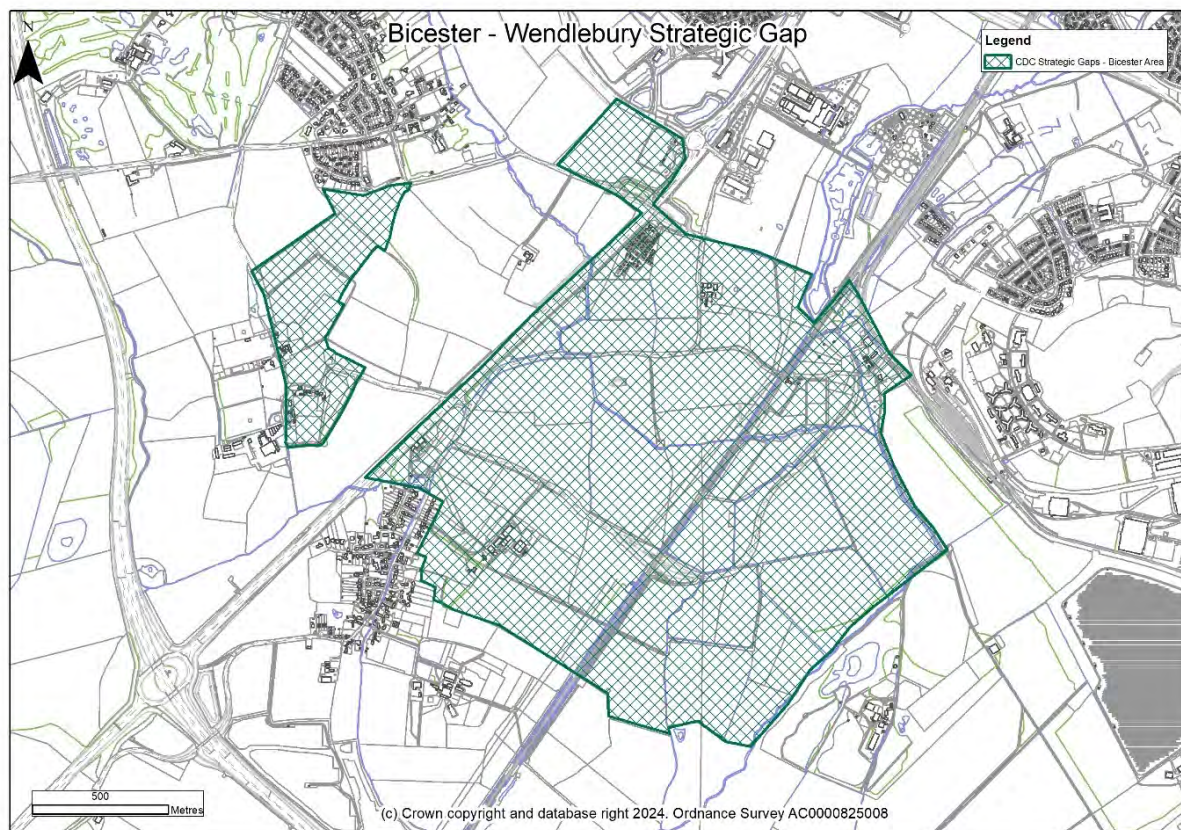 Bicester - Wendlebury Strategic Gap
Legend
CDC Strategic Gaps - Bicester Area
N
500
Metres
(c) Crown copyright and database right 2024. Ordnance Survey AC0000825008